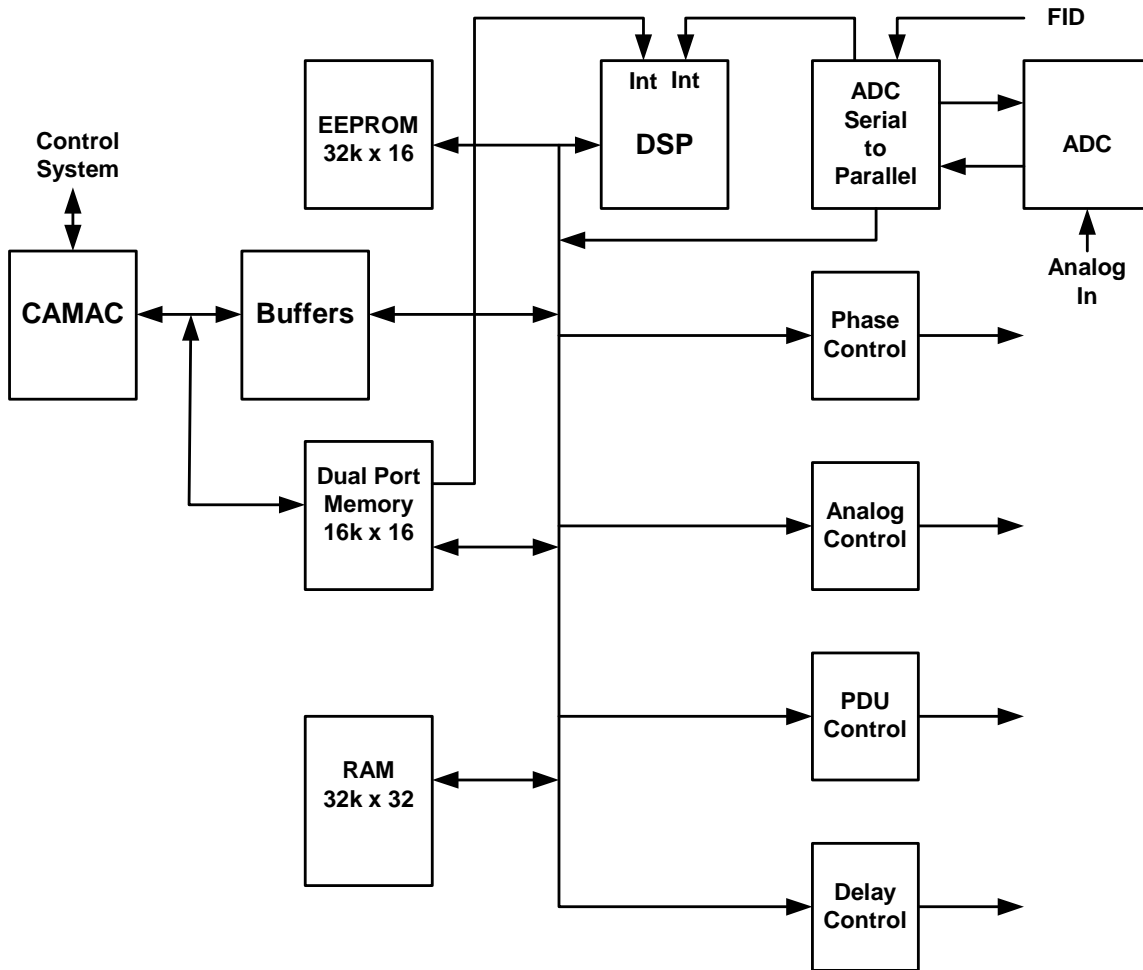 FID
Int Int
DSP
ADC
Serial
to
Parallel
ADC
EEPROM
32k x 16
Control
System
Analog
In
CAMAC
Buffers
Phase
Control
Dual Port
Memory
16k x 16
Analog
Control
PDU
Control
RAM
32k x 32
Delay
Control